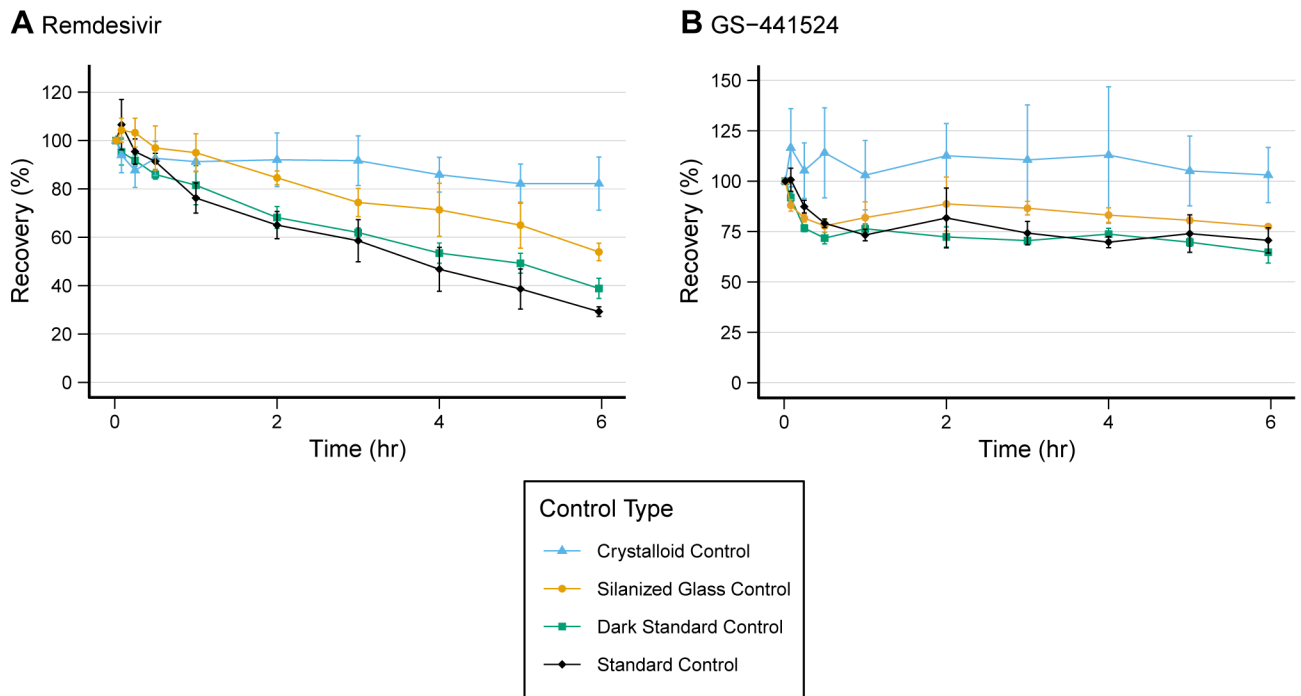 A Remdesivir
120
100
80
60
40
20
0
Recovery (%)
0 2 4 6
Time (hr)
B GS−441524
150
125
100
75
50
25
0
Recovery (%)
0 2 4 6
Time (hr)
Control Type
Crystalloid Control
Silanized Glass Control
Dark Standard Control
Standard Control